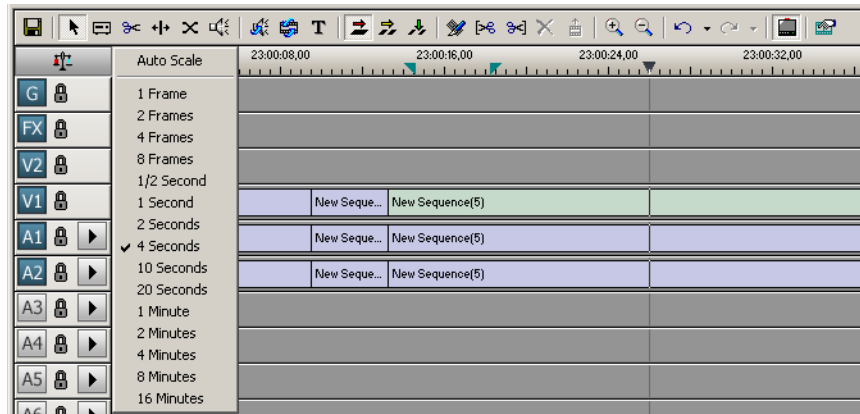 T
Auto Scale
23:00:08,00 23:00:16,00 23:00:24,00 23:00:32,00
G
1 Frame
2 Frames
FX
4 Frames
V2
8 Frames
1/2 Second
V1
1 Second
New Seque... New Sequence(5)
2 Seconds
A1
4 Seconds
New Seque... New Sequence(5)
A2
10 Seconds
New Seque... New Sequence(5)
20 Seconds
A3
1 Minute
2 Minutes
A4
4 Minutes
A5
8 Minutes
16 Minutes
A6